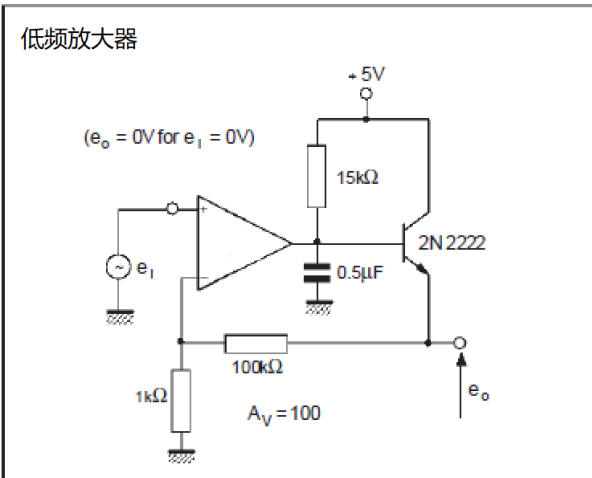 低频放大器
+5V
(eₒ = 0V for eᵢ = 0V)
15kΩ
+
2N2222
~
eᵢ
0.5μF
−
100kΩ
1kΩ
A_V = 100
eₒ